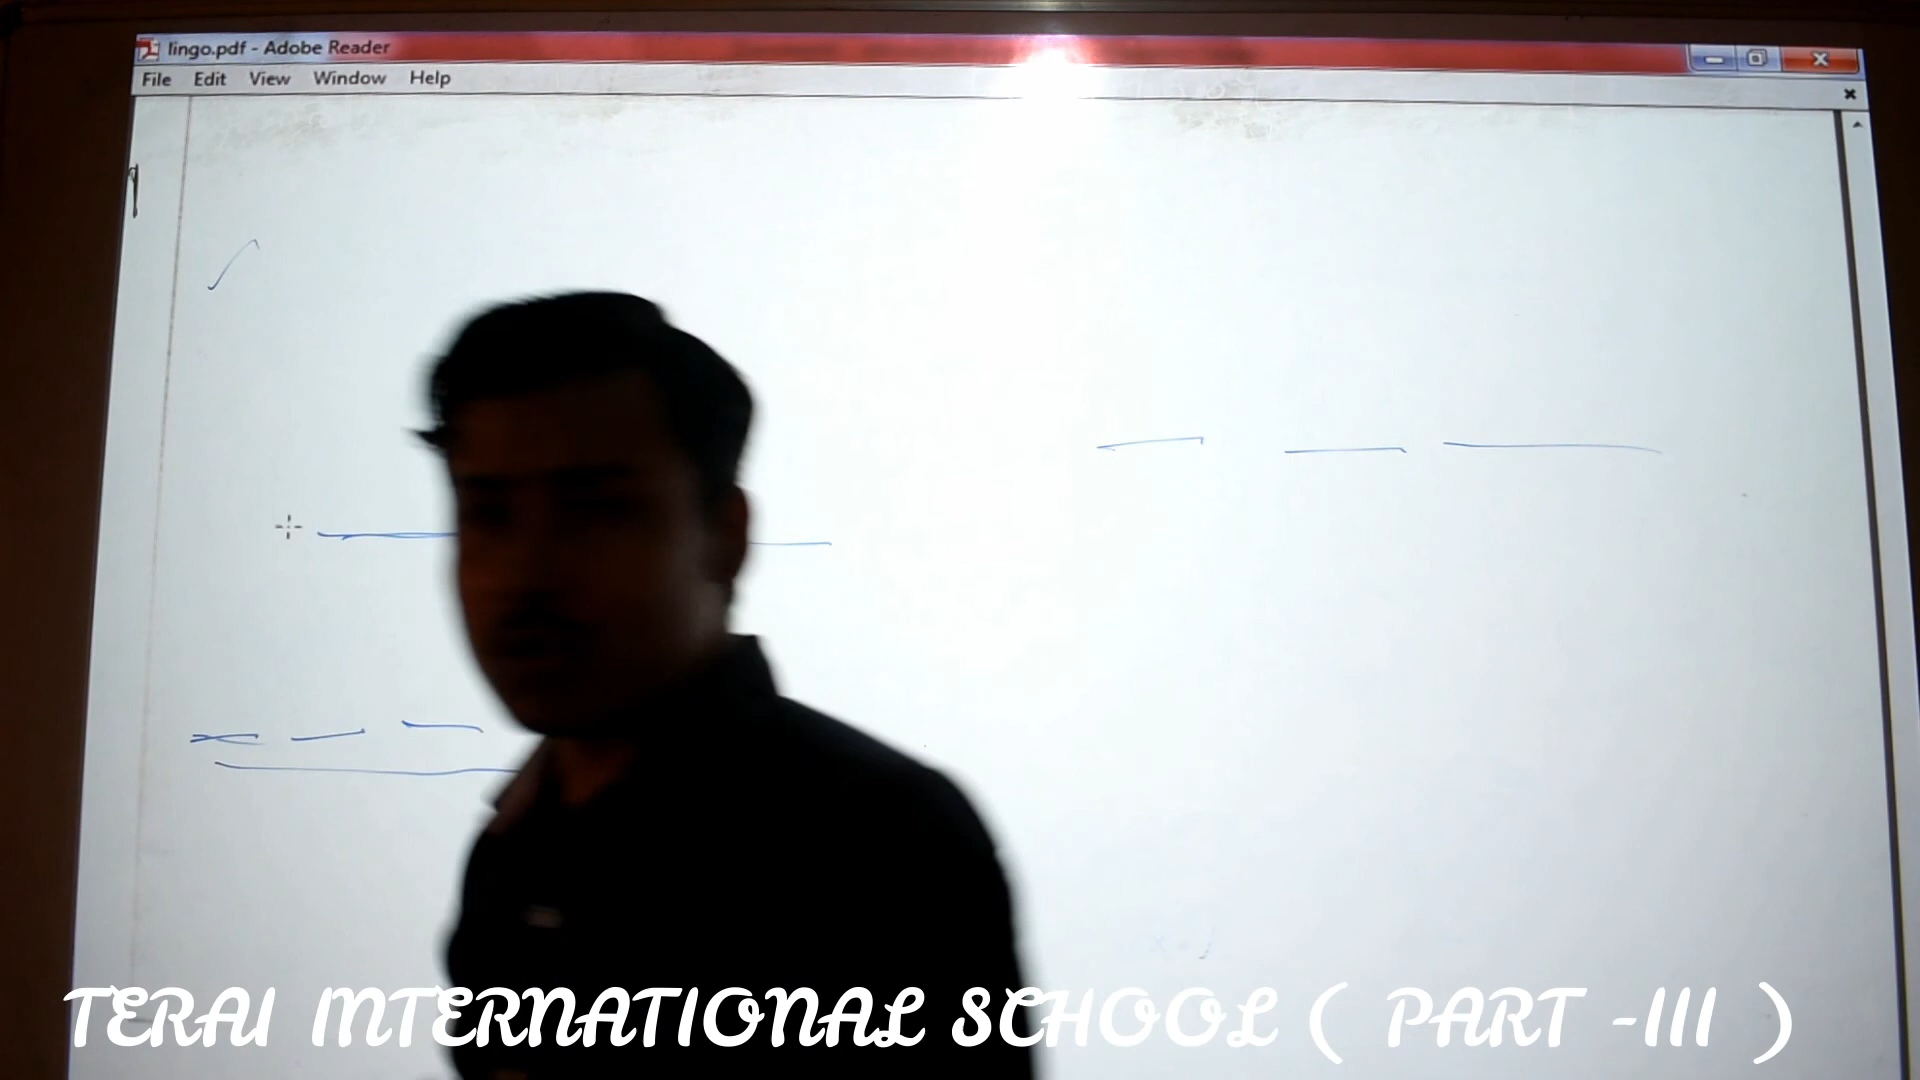 lingo.pdf - Adobe Reader
File Edit View Window Help
TERAI INTERNATIONAL SCHOOL ( PART -III )